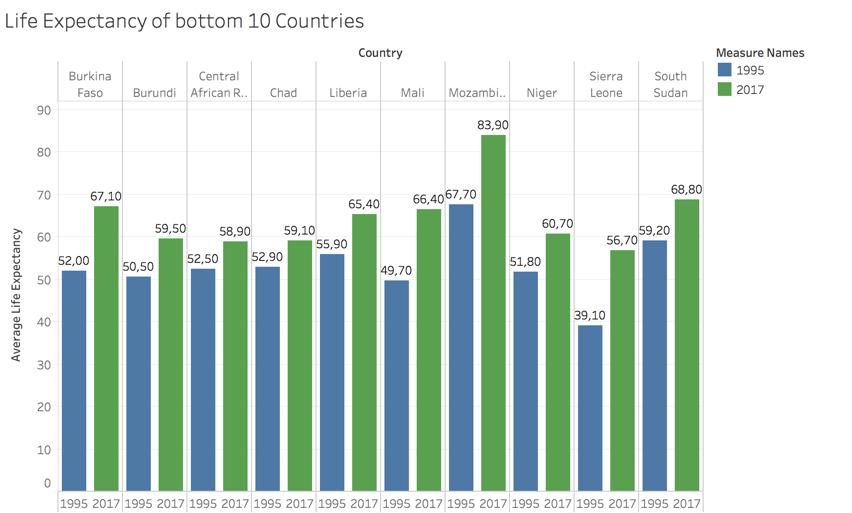 Life Expectancy of bottom 10 Countries
Country
Burkina
Faso
Burundi
Central
African R..
Chad
Liberia
Mali
Mozambi..
Niger
Sierra
Leone
South
Sudan
Measure Names
1995
2017
Average Life Expectancy
90
80
70
60
50
40
30
20
10
0
52,00
67,10
50,50
59,50
52,50
58,90
52,90
59,10
55,90
65,40
49,70
66,40
67,70
83,90
51,80
60,70
39,10
56,70
59,20
68,80
1995 2017 1995 2017 1995 2017 1995 2017 1995 2017 1995 2017 1995 2017 1995 2017 1995 2017 1995 2017